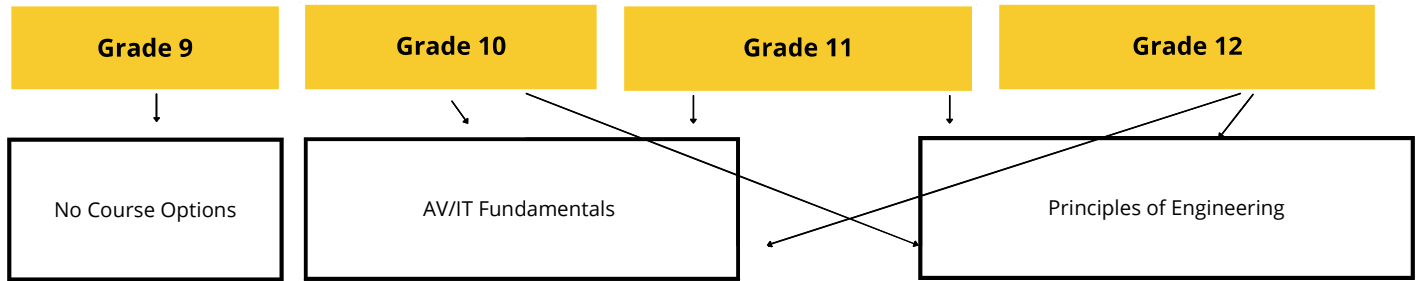 Grade 9
Grade 10
Grade 11
Grade 12
No Course Options
AV/IT Fundamentals
Principles of Engineering